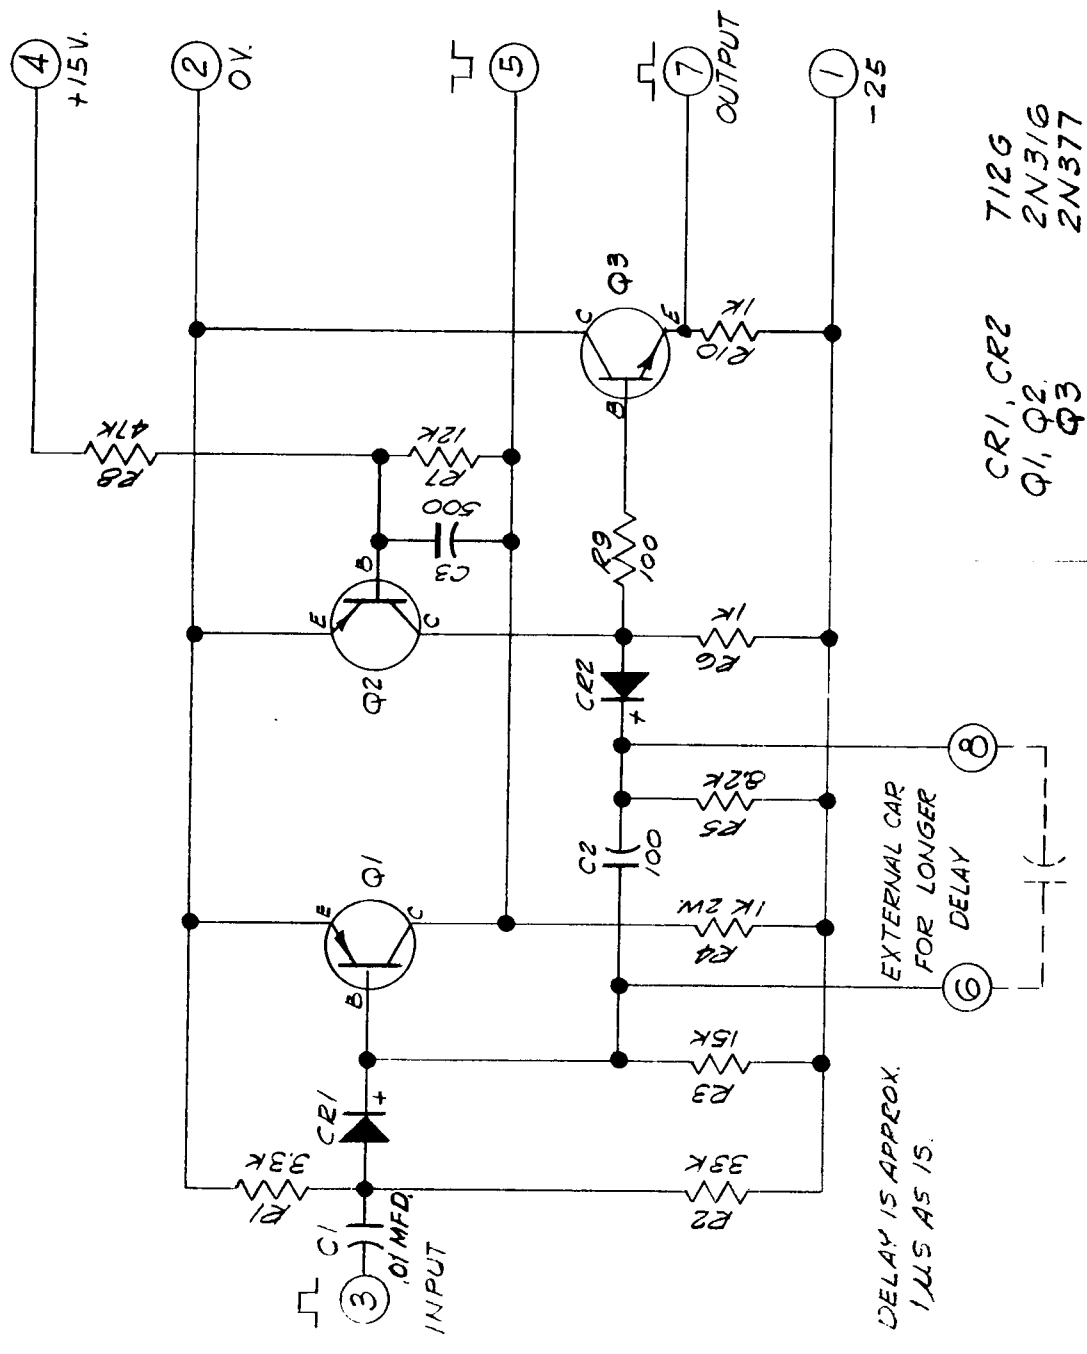 4
+15V.
2
0V.
5
7
OUTPUT
1
-25
R8
47K
R7
12K
C3
500
Q3
C
B
E
R10
1K
Q2
E
B
C
R9
100
R6
1K
CR2
+
8
R5
8.2K
C2
100
Q1
E
B
C
R4
1K 2W.
6
R3
15K
CR1
+
R1
3.3K
R2
33K
C1
.01 MFD.
3
INPUT
EXTERNAL CAP
FOR LONGER
DELAY
DELAY IS APPROX.
1 µS AS IS.
CR1, CR2 T12G
Q1, Q2. 2N316
Q3 2N377